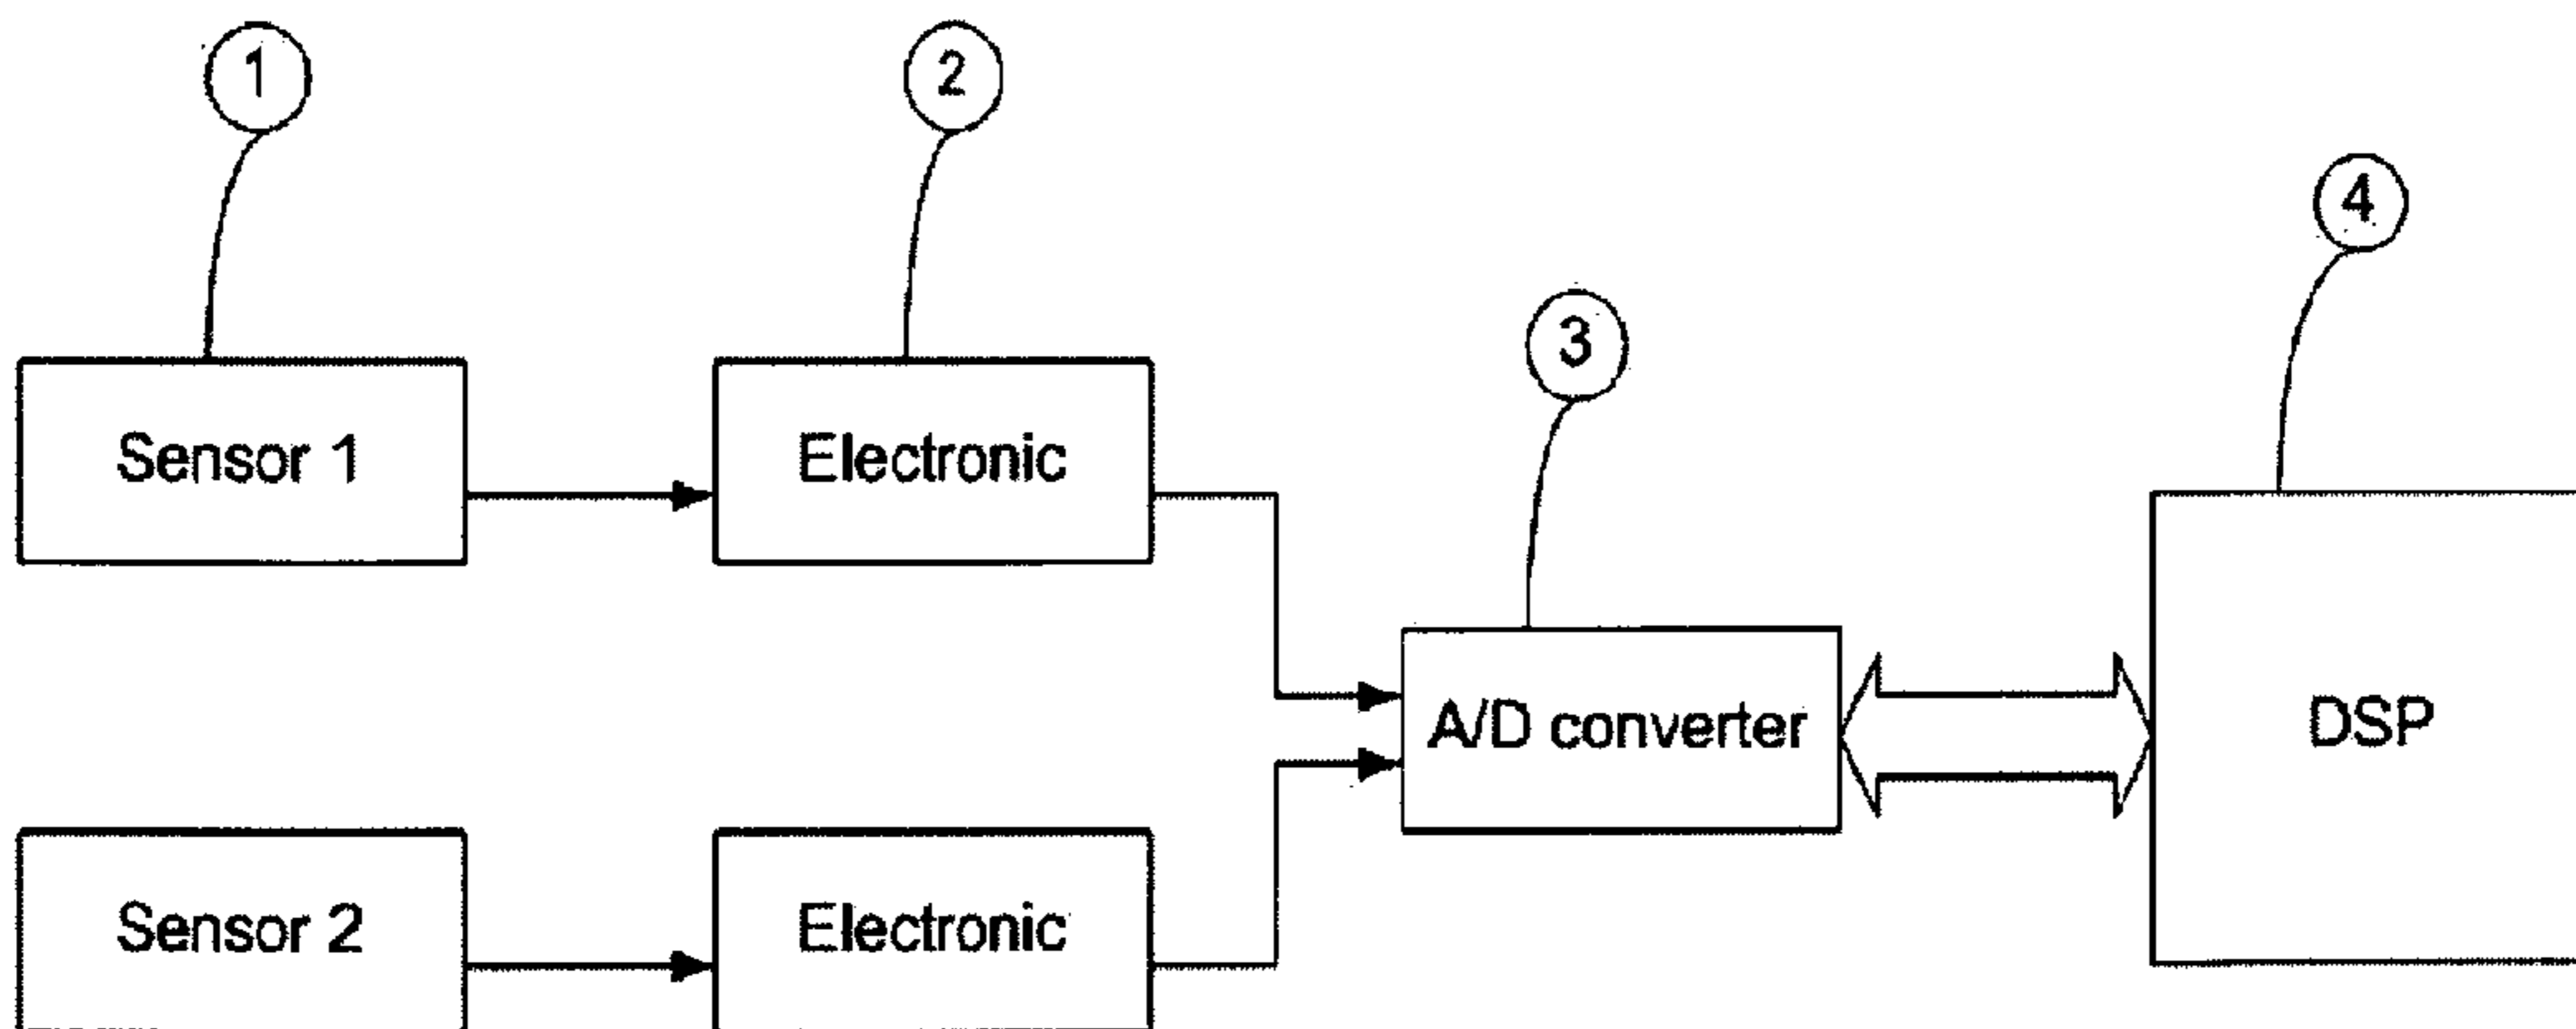 1
2
4
3
Sensor 1
Electronic
A/D converter
DSP
Sensor 2
Electronic